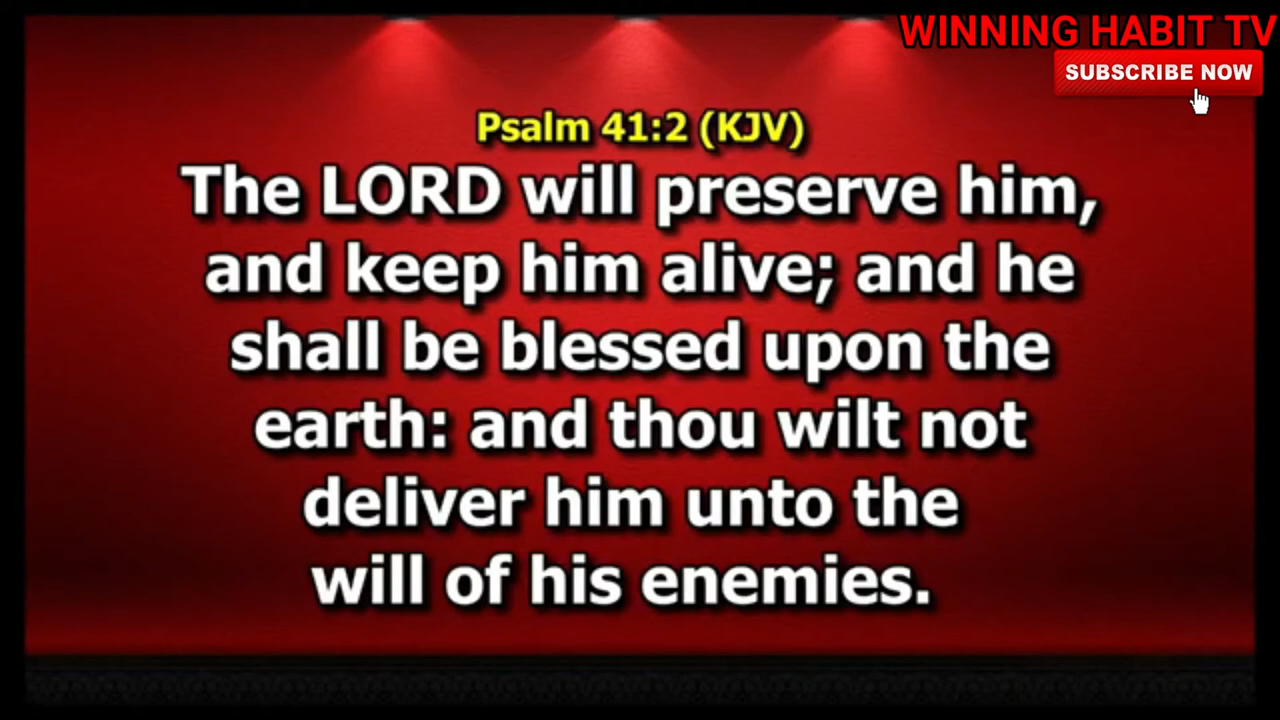 WINNING HABIT TV
SUBSCRIBE NOW
Psalm 41:2 (KJV)
The LORD will preserve him,
and keep him alive; and he
shall be blessed upon the
earth: and thou wilt not
deliver him unto the
will of his enemies.